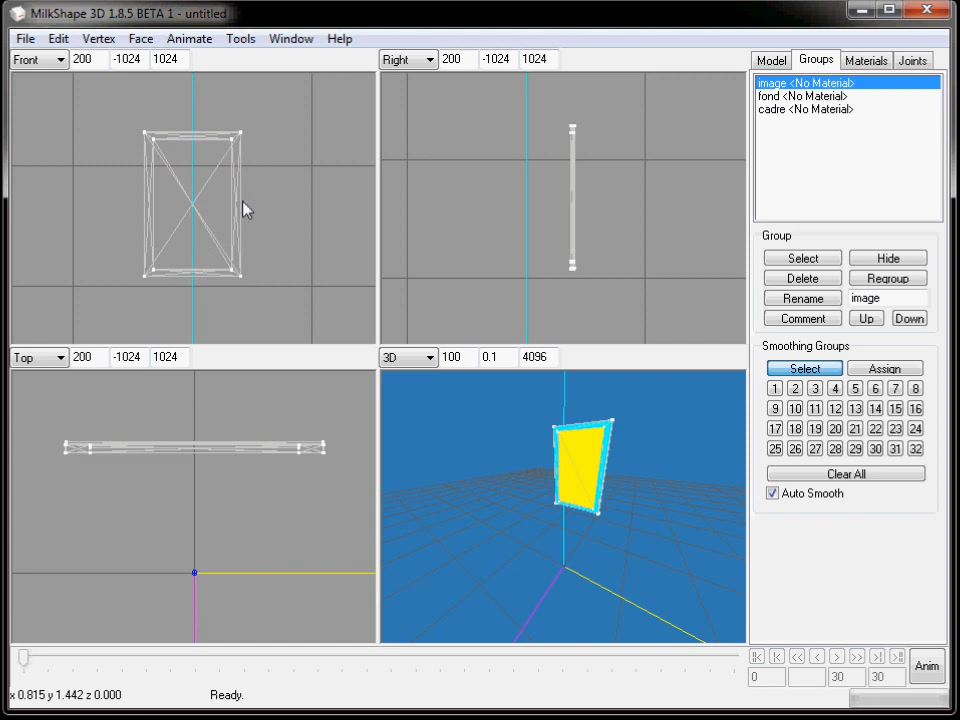 MilkShape 3D 1.8.5 BETA 1 - untitled
File Edit Vertex Face Animate Tools Window Help
Front 200 -1024 1024 Right 200 -1024 1024 Model Groups Materials Joints
image <No Material>
fond <No Material>
cadre <No Material>
Group
Select Hide
Delete Regroup
Rename image
Comment Up Down
Smoothing Groups
Top 200 -1024 1024 3D 100 0.1 4096
Select Assign
1 2 3 4 5 6 7 8
9 10 11 12 13 14 15 16
17 18 19 20 21 22 23 24
25 26 27 28 29 30 31 32
Clear All
Auto Smooth
|< |< << < > >> >| >|
Anim
0 30 30
x 0.815 y 1.442 z 0.000 Ready.